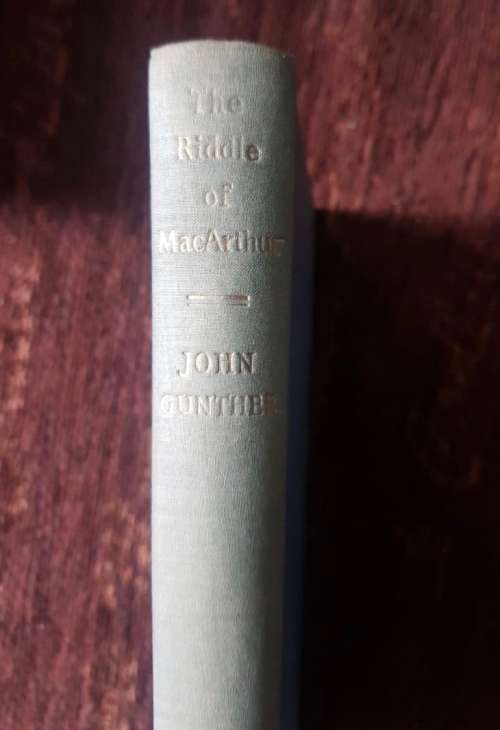 The
Riddle
of
MacArthur
JOHN
GUNTHER